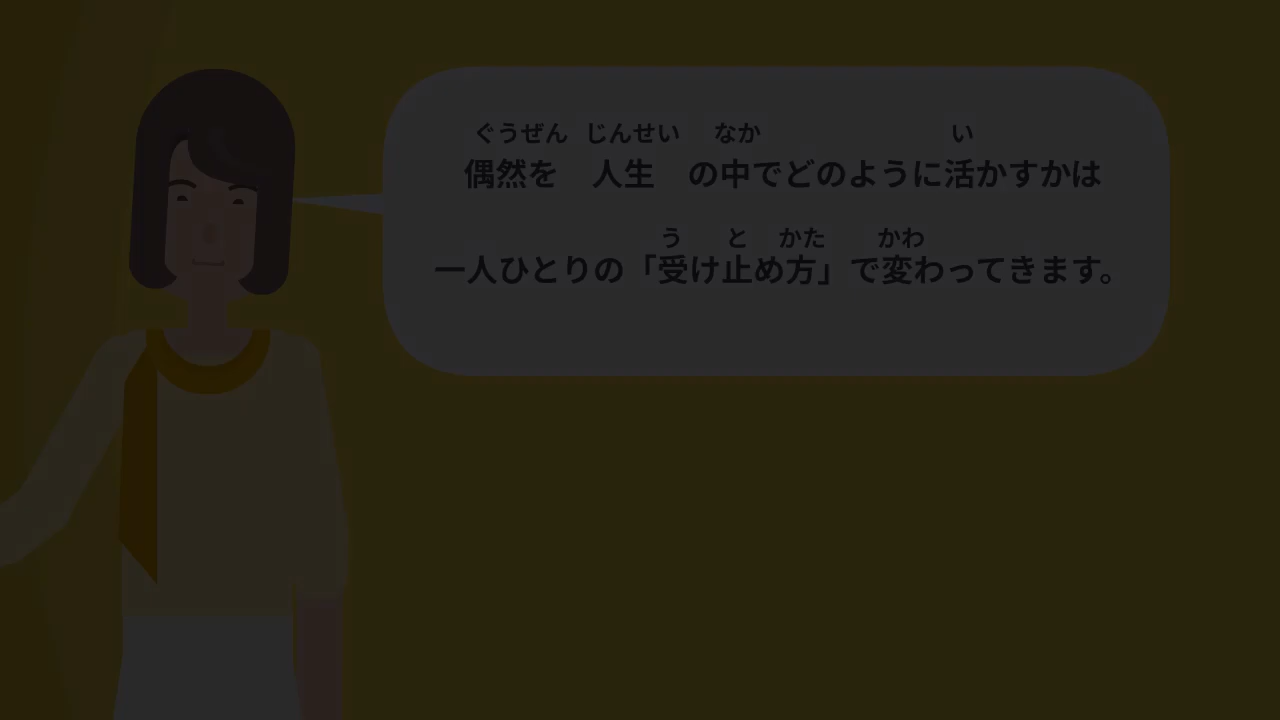 ぐうぜん じんせい なか い
偶然を 人生 の中でどのように活かすかは
う と かた かわ
一人ひとりの「受け止め方」で変わってきます。